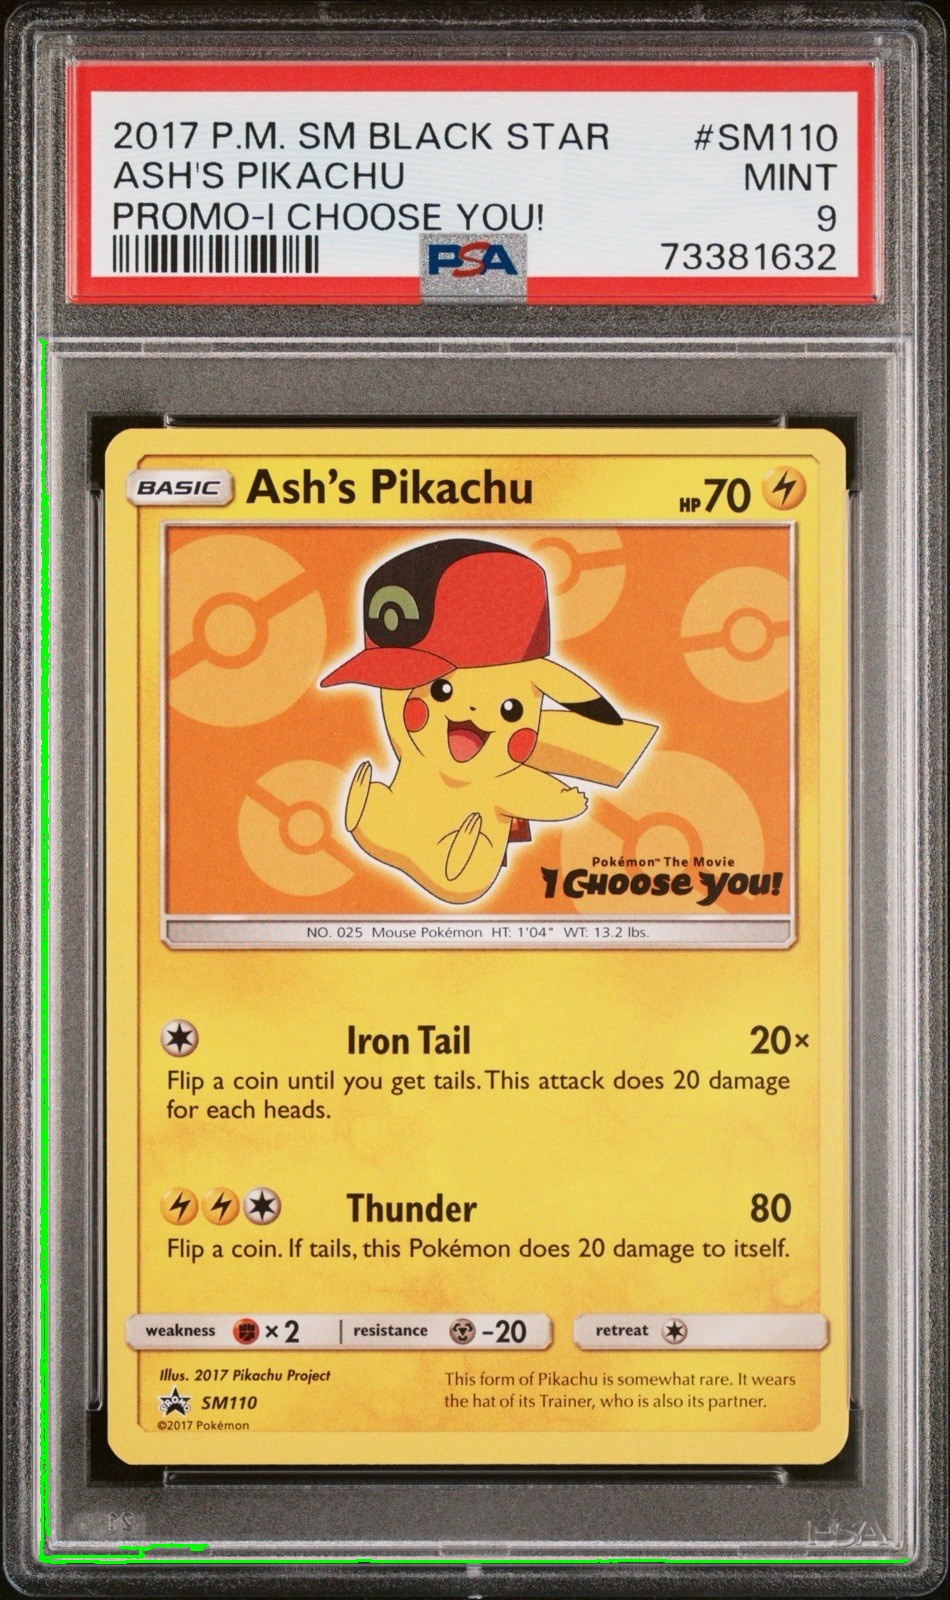 2017 P.M. SM BLACK STAR #SM110
ASH'S PIKACHU MINT
PROMO-I CHOOSE YOU! 9
PSA 73381632
BASIC Ash's Pikachu HP 70
Pokémon™ The Movie
I Choose You!
NO. 025 Mouse Pokémon HT: 1'04" WT: 13.2 lbs.
Iron Tail 20×
Flip a coin until you get tails. This attack does 20 damage
for each heads.
Thunder 80
Flip a coin. If tails, this Pokémon does 20 damage to itself.
weakness × 2 resistance -20 retreat
Illus. 2017 Pikachu Project
SM110
©2017 Pokémon
This form of Pikachu is somewhat rare. It wears
the hat of its Trainer, who is also its partner.
PSA